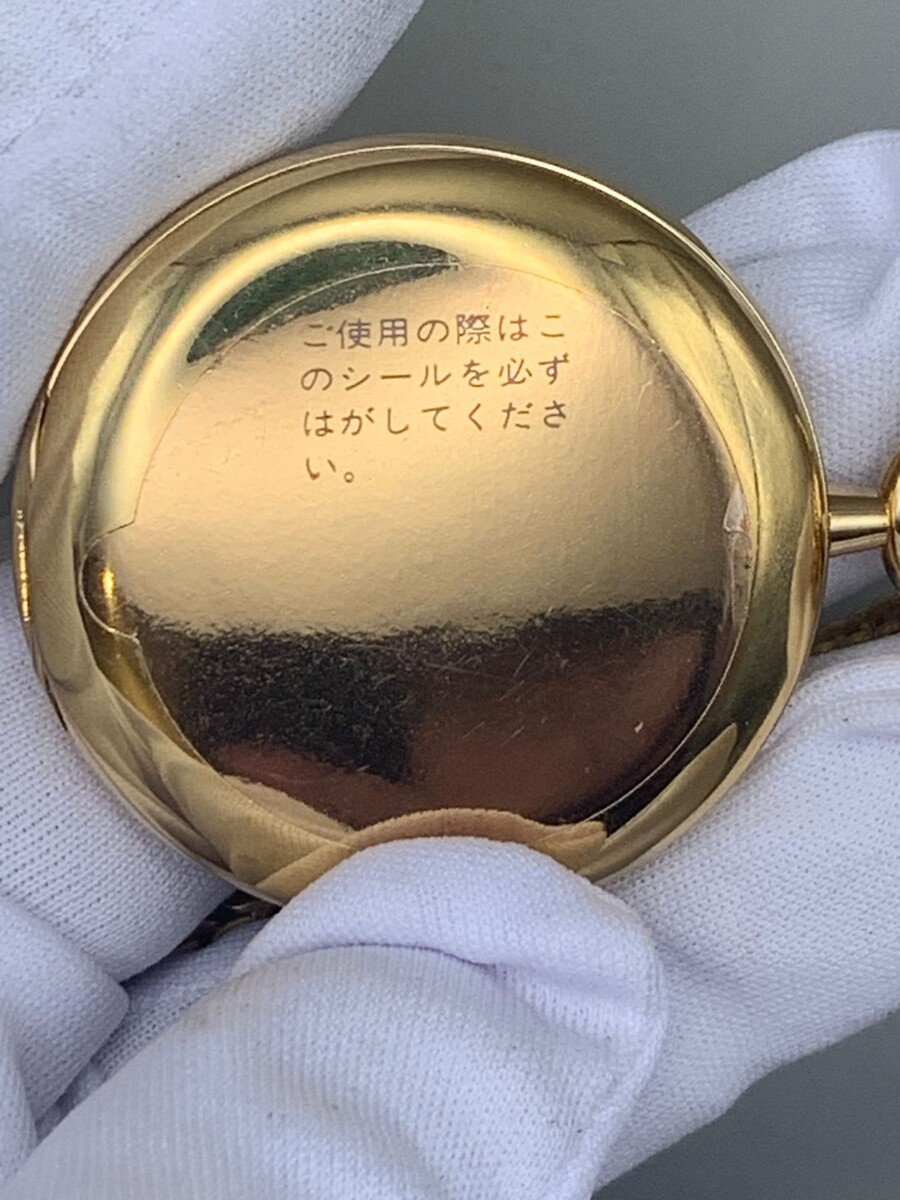 ご使用の際はこ
のシールを必ず
はがしてくださ
い。